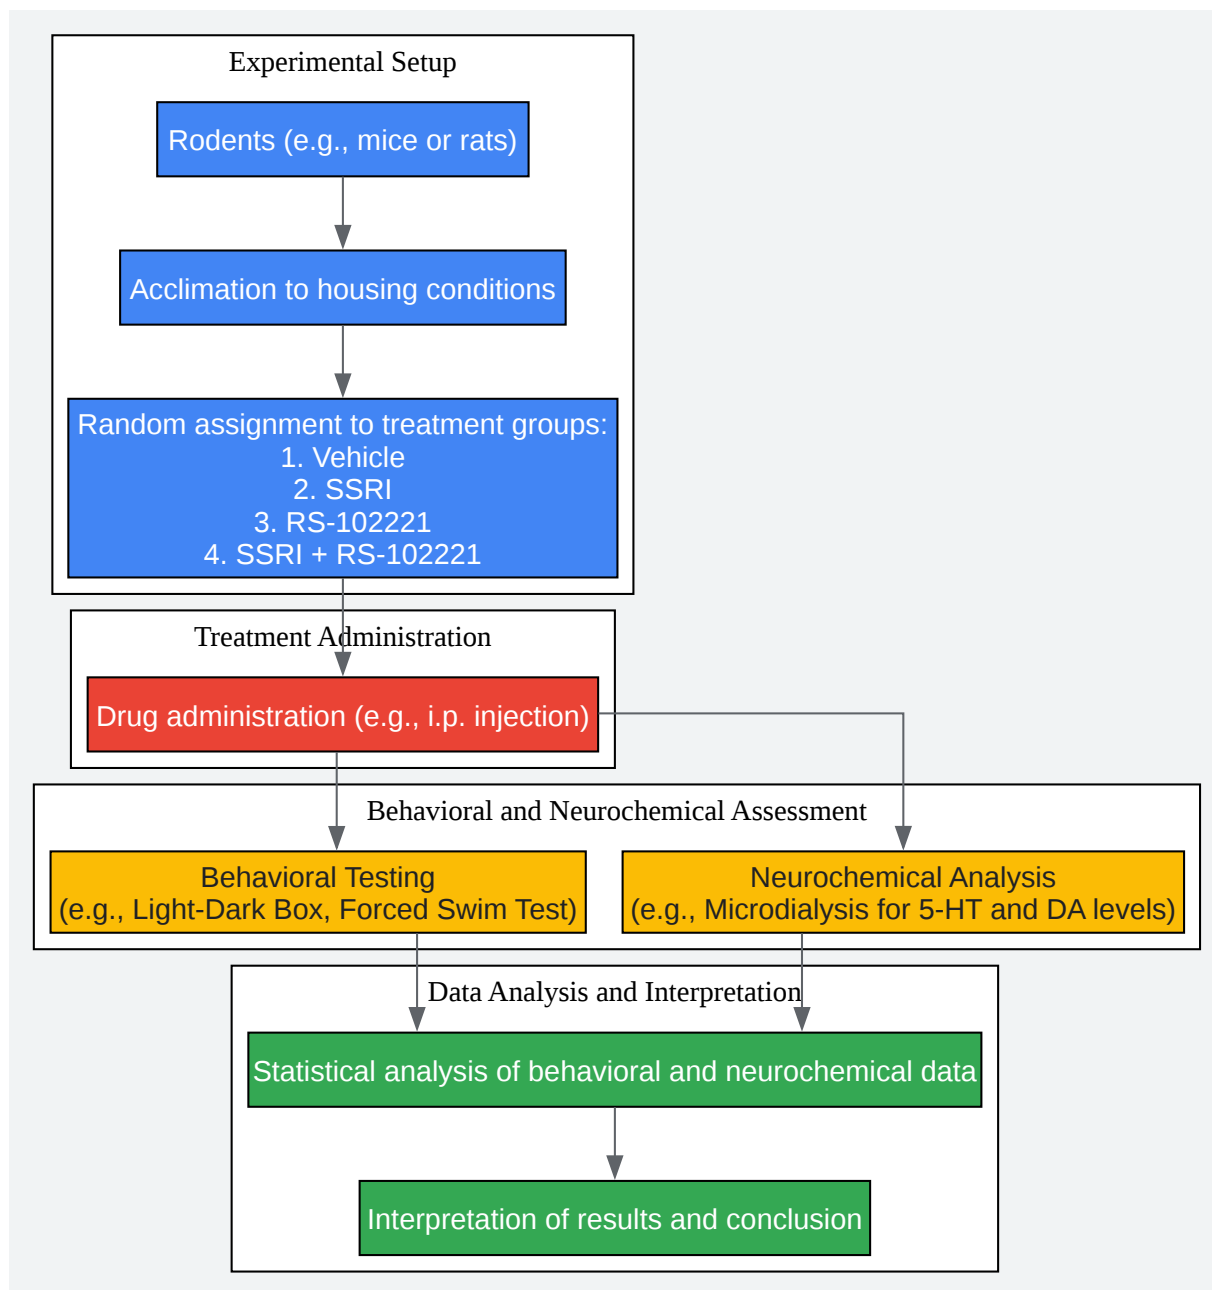 Experimental Setup
Rodents (e.g., mice or rats)
Acclimation to housing conditions
Random assignment to treatment groups:
1. Vehicle
2. SSRI
3. RS-102221
4. SSRI + RS-102221
Treatment Administration
Drug administration (e.g., i.p. injection)
Behavioral and Neurochemical Assessment
Behavioral Testing
(e.g., Light-Dark Box, Forced Swim Test)
Neurochemical Analysis
(e.g., Microdialysis for 5-HT and DA levels)
Data Analysis and Interpretation
Statistical analysis of behavioral and neurochemical data
Interpretation of results and conclusion